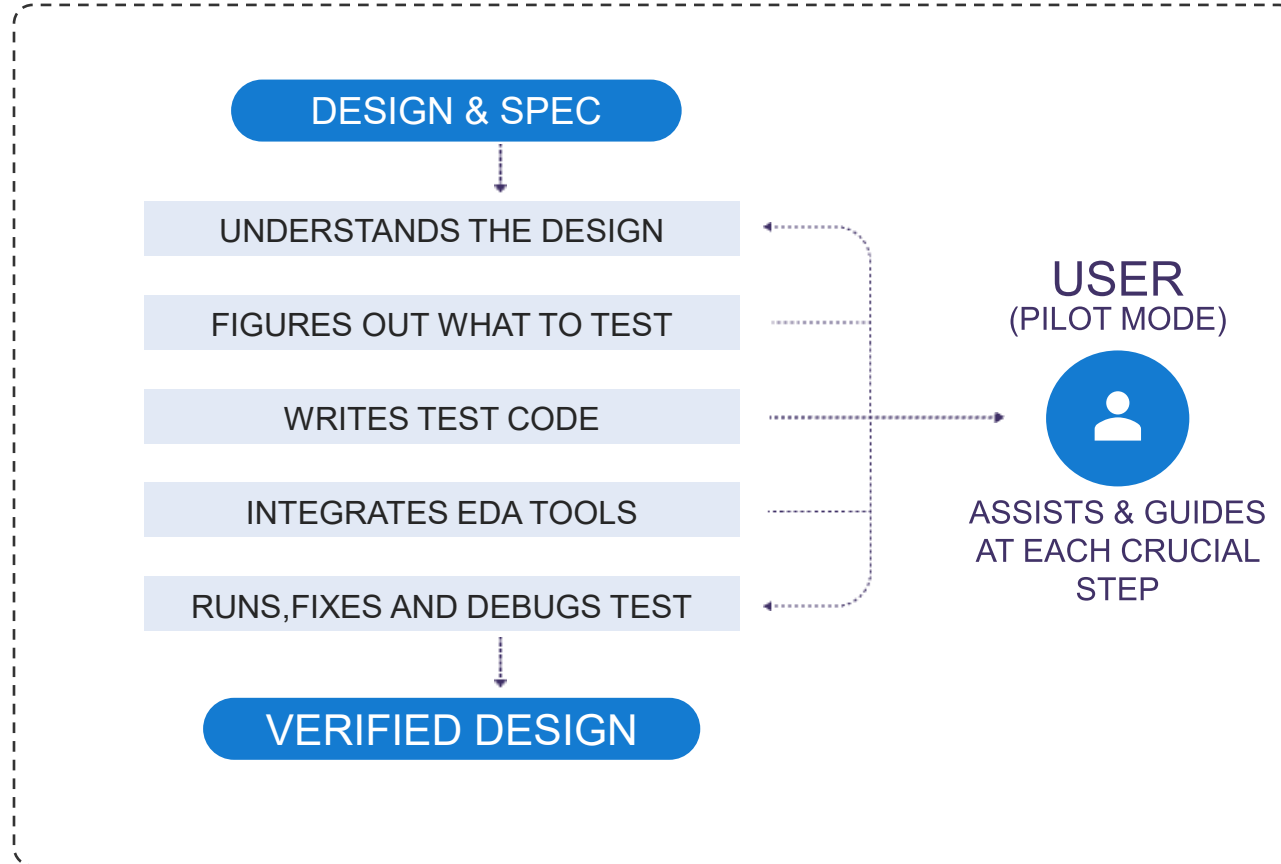 DESIGN & SPEC
UNDERSTANDS THE DESIGN
FIGURES OUT WHAT TO TEST
WRITES TEST CODE
INTEGRATES EDA TOOLS
RUNS,FIXES AND DEBUGS TEST
VERIFIED DESIGN
USER
(PILOT MODE)
ASSISTS & GUIDES
AT EACH CRUCIAL
STEP